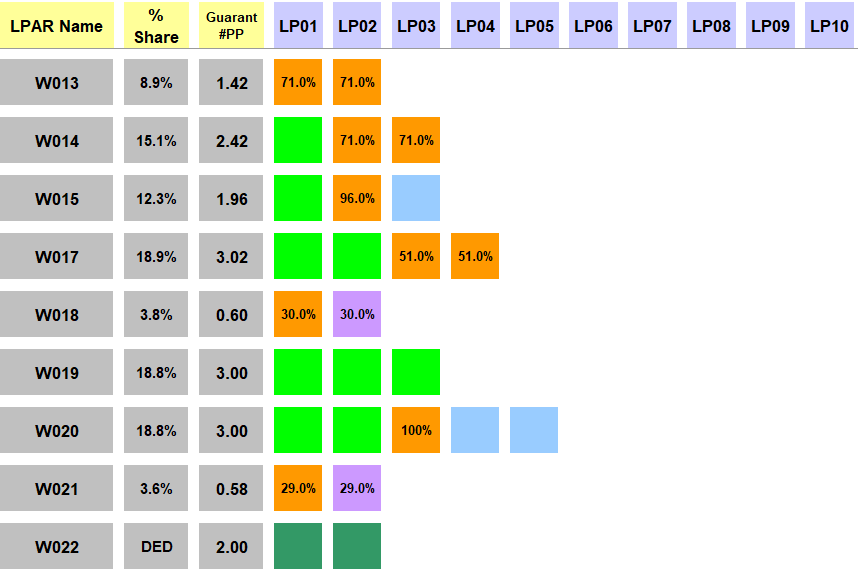 LPAR Name % Share Guarant #PP LP01 LP02 LP03 LP04 LP05 LP06 LP07 LP08 LP09 LP10
W013 8.9% 1.42 71.0% 71.0%
W014 15.1% 2.42 71.0% 71.0%
W015 12.3% 1.96 96.0%
W017 18.9% 3.02 51.0% 51.0%
W018 3.8% 0.60 30.0% 30.0%
W019 18.8% 3.00
W020 18.8% 3.00 100%
W021 3.6% 0.58 29.0% 29.0%
W022 DED 2.00